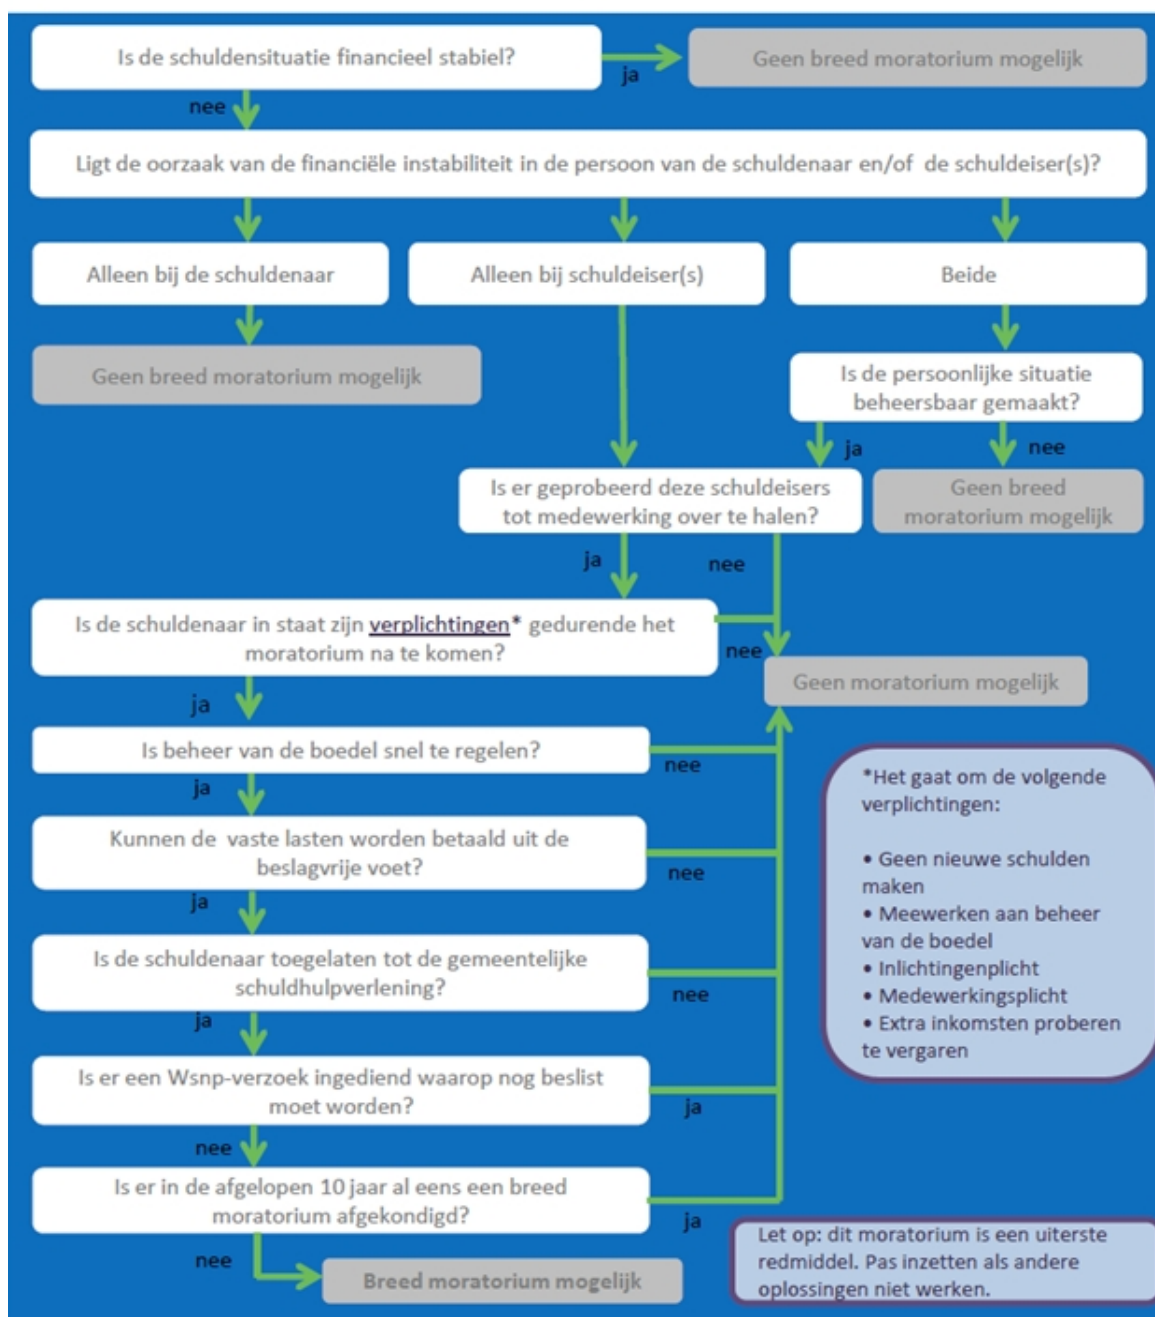 Is de schuldensituatie financieel stabiel?
ja
Geen breed moratorium mogelijk
nee
Ligt de oorzaak van de financiële instabiliteit in de persoon van de schuldenaar en/of de schuldeiser(s)?
Alleen bij de schuldenaar
Alleen bij schuldeiser(s)
Beide
Geen breed moratorium mogelijk
Is de persoonlijke situatie
beheersbaar gemaakt?
ja
nee
Is er geprobeerd deze schuldeisers
tot medewerking over te halen?
Geen breed
moratorium mogelijk
ja
nee
Is de schuldenaar in staat zijn verplichtingen* gedurende het
moratorium na te komen?
nee
Geen moratorium mogelijk
ja
Is beheer van de boedel snel te regelen?
nee
ja
Kunnen de vaste lasten worden betaald uit de
beslagvrije voet?
nee
ja
Is de schuldenaar toegelaten tot de gemeentelijke
schuldhulpverlening?
nee
ja
Is er een Wsnp-verzoek ingediend waarop nog beslist
moet worden?
ja
nee
Is er in de afgelopen 10 jaar al eens een breed
moratorium afgekondigd?
ja
nee
Breed moratorium mogelijk
*Het gaat om de volgende
verplichtingen:
• Geen nieuwe schulden
maken
• Meewerken aan beheer
van de boedel
• Inlichtingenplicht
• Medewerkingsplicht
• Extra inkomsten proberen
te vergaren
Let op: dit moratorium is een uiterste
redmiddel. Pas inzetten als andere
oplossingen niet werken.